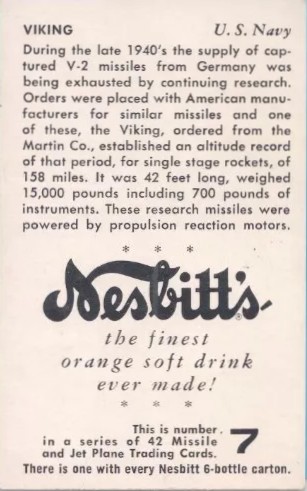 VIKING U. S. Navy
During the late 1940's the supply of cap-
tured V-2 missiles from Germany was
being exhausted by continuing research.
Orders were placed with American manu-
facturers for similar missiles and one
of these, the Viking, ordered from the
Martin Co., established an altitude record
of that period, for single stage rockets, of
158 miles. It was 42 feet long, weighed
15,000 pounds including 700 pounds of
instruments. These research missiles were
powered by propulsion reaction motors.
* * *
Nesbitt's®
the finest
orange soft drink
ever made!
* * *
This is number
in a series of 42 Missile 7
and Jet Plane Trading Cards.
There is one with every Nesbitt 6-bottle carton.